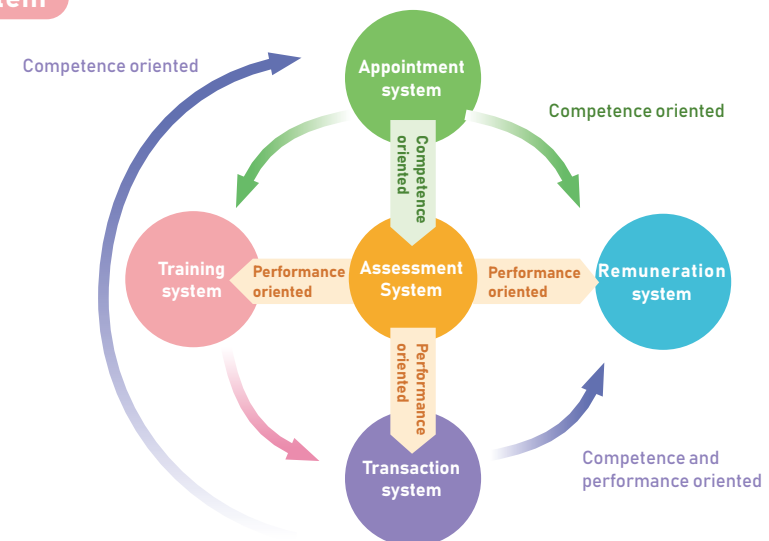 Competence oriented
Appointment
system
Competence oriented
Competence
oriented
Training
system
Performance
oriented
Assessment
System
Performance
oriented
Remuneration
system
Performance
oriented
Transaction
system
Competence and
performance oriented